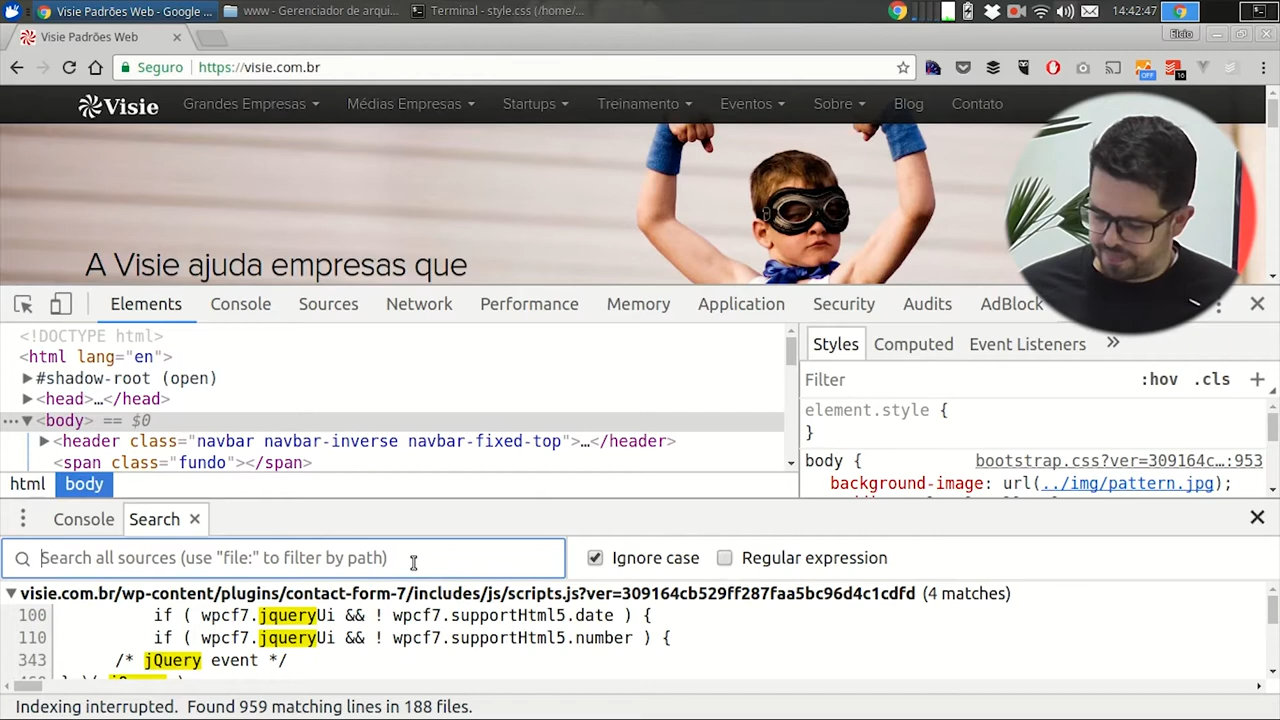 Visie Padrões Web - Google ...
www - Gerenciador de arqui...
Terminal - style.css (/home/...
14:42:47
Visie Padrões Web
Elcio
Seguro
https://visie.com.br
OFF
16
Visie
Grandes Empresas
Médias Empresas
Startups
Treinamento
Eventos
Sobre
Blog
Contato
A Visie ajuda empresas que
Elements
Console
Sources
Network
Performance
Memory
Application
Security
Audits
AdBlock
<!DOCTYPE html>
<html lang="en">
#shadow-root (open)
<head>…</head>
<body> == $0
<header class="navbar navbar-inverse navbar-fixed-top">…</header>
<span class="fundo"></span>
html
body
Styles
Computed
Event Listeners
Filter
:hov
.cls
element.style {
}
body {
bootstrap.css?ver=309164c…:953
background-image: url(../img/pattern.jpg);
Console
Search
Search all sources (use "file:" to filter by path)
Ignore case
Regular expression
visie.com.br/wp-content/plugins/contact-form-7/includes/js/scripts.js?ver=309164cb529ff287faa5bc96d4c1cdfd (4 matches)
100 if ( wpcf7.jqueryUi && ! wpcf7.supportHtml5.date ) {
110 if ( wpcf7.jqueryUi && ! wpcf7.supportHtml5.number ) {
343 /* jQuery event */
Indexing interrupted. Found 959 matching lines in 188 files.